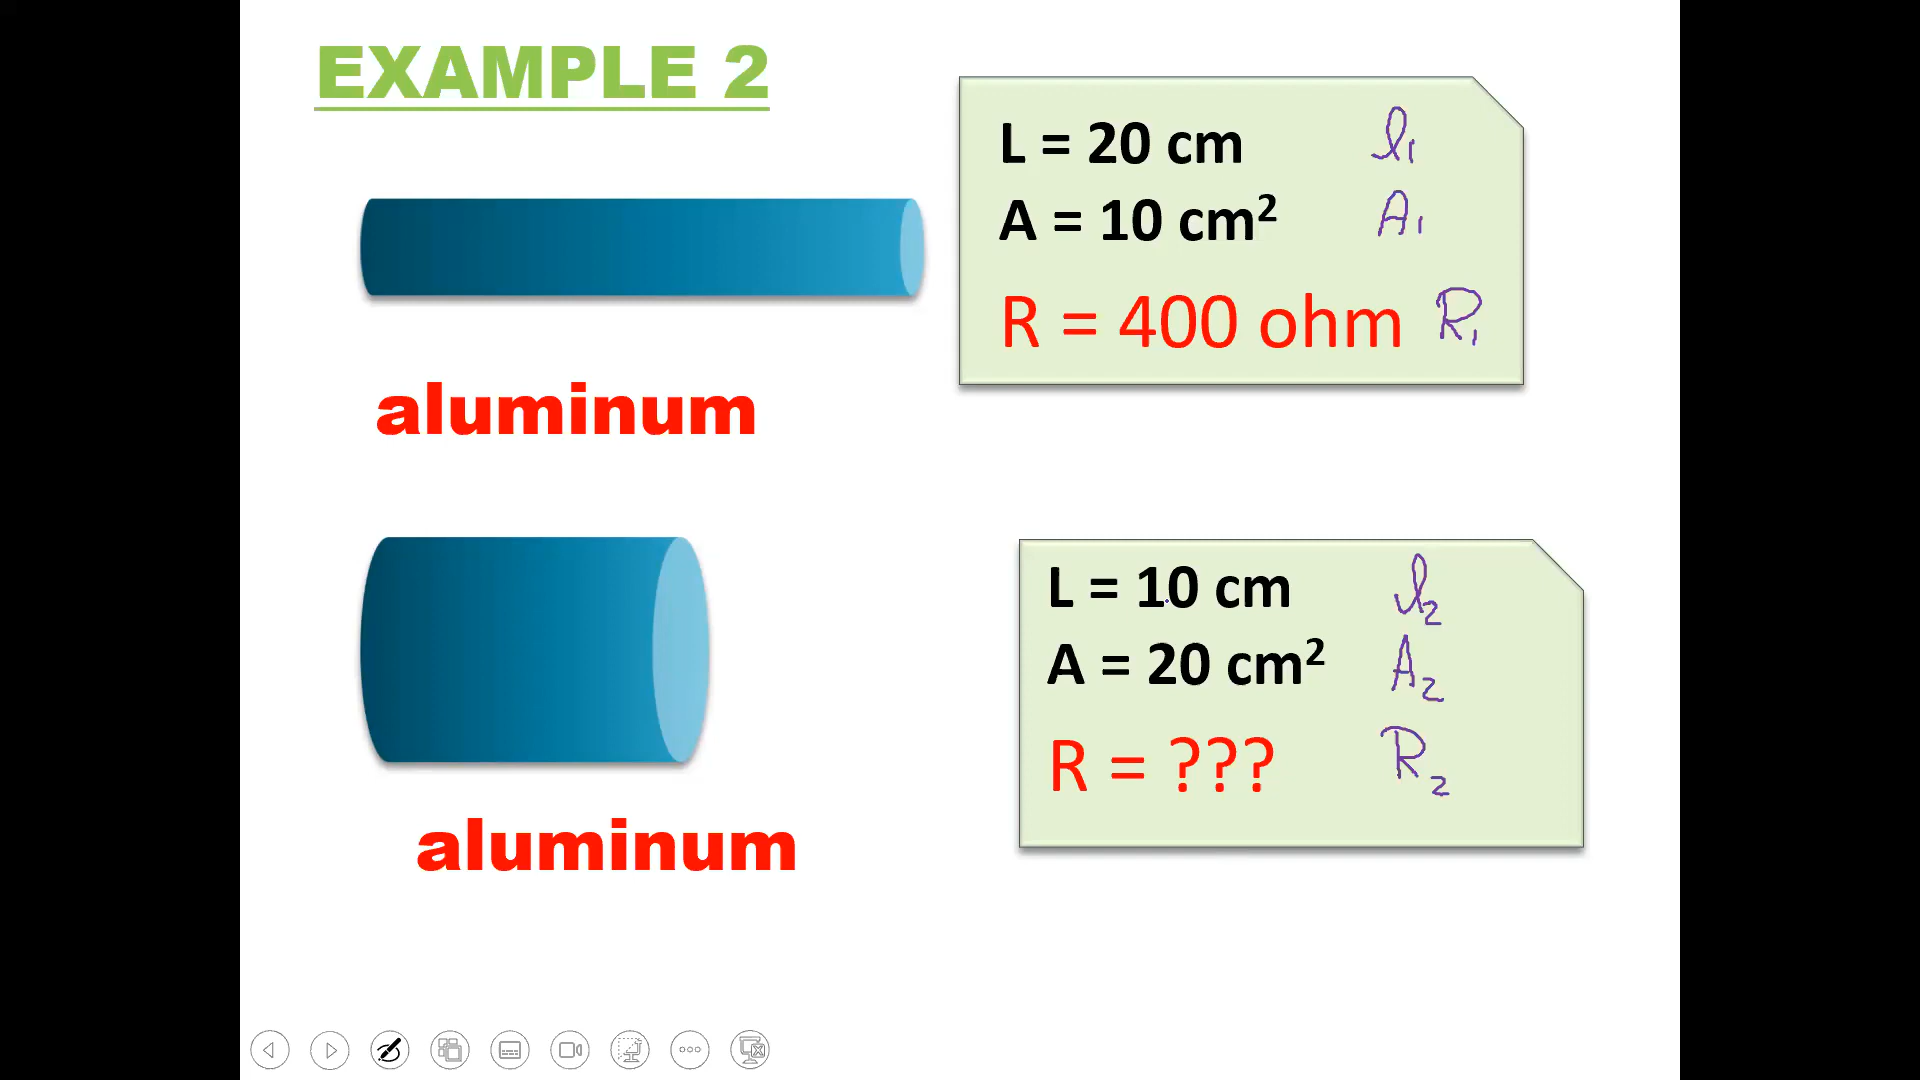 EXAMPLE 2
L = 20 cm l1
A = 10 cm² A1
R = 400 ohm R1
aluminum
L = 10 cm l2
A = 20 cm² A2
R = ??? R2
aluminum